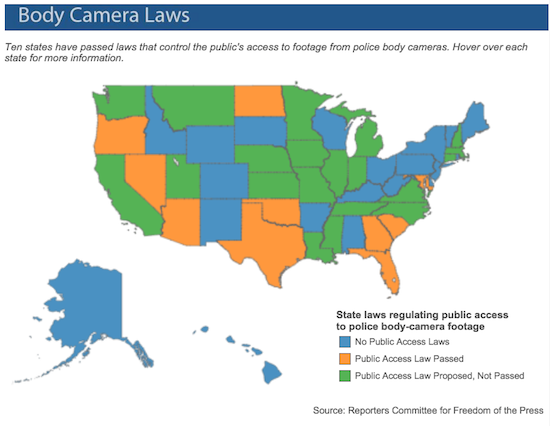 Body Camera Laws
Ten states have passed laws that control the public's access to footage from police body cameras. Hover over each
state for more information.
State laws regulating public access
to police body-camera footage
No Public Access Laws
Public Access Law Passed
Public Access Law Proposed, Not Passed
Source: Reporters Committee for Freedom of the Press